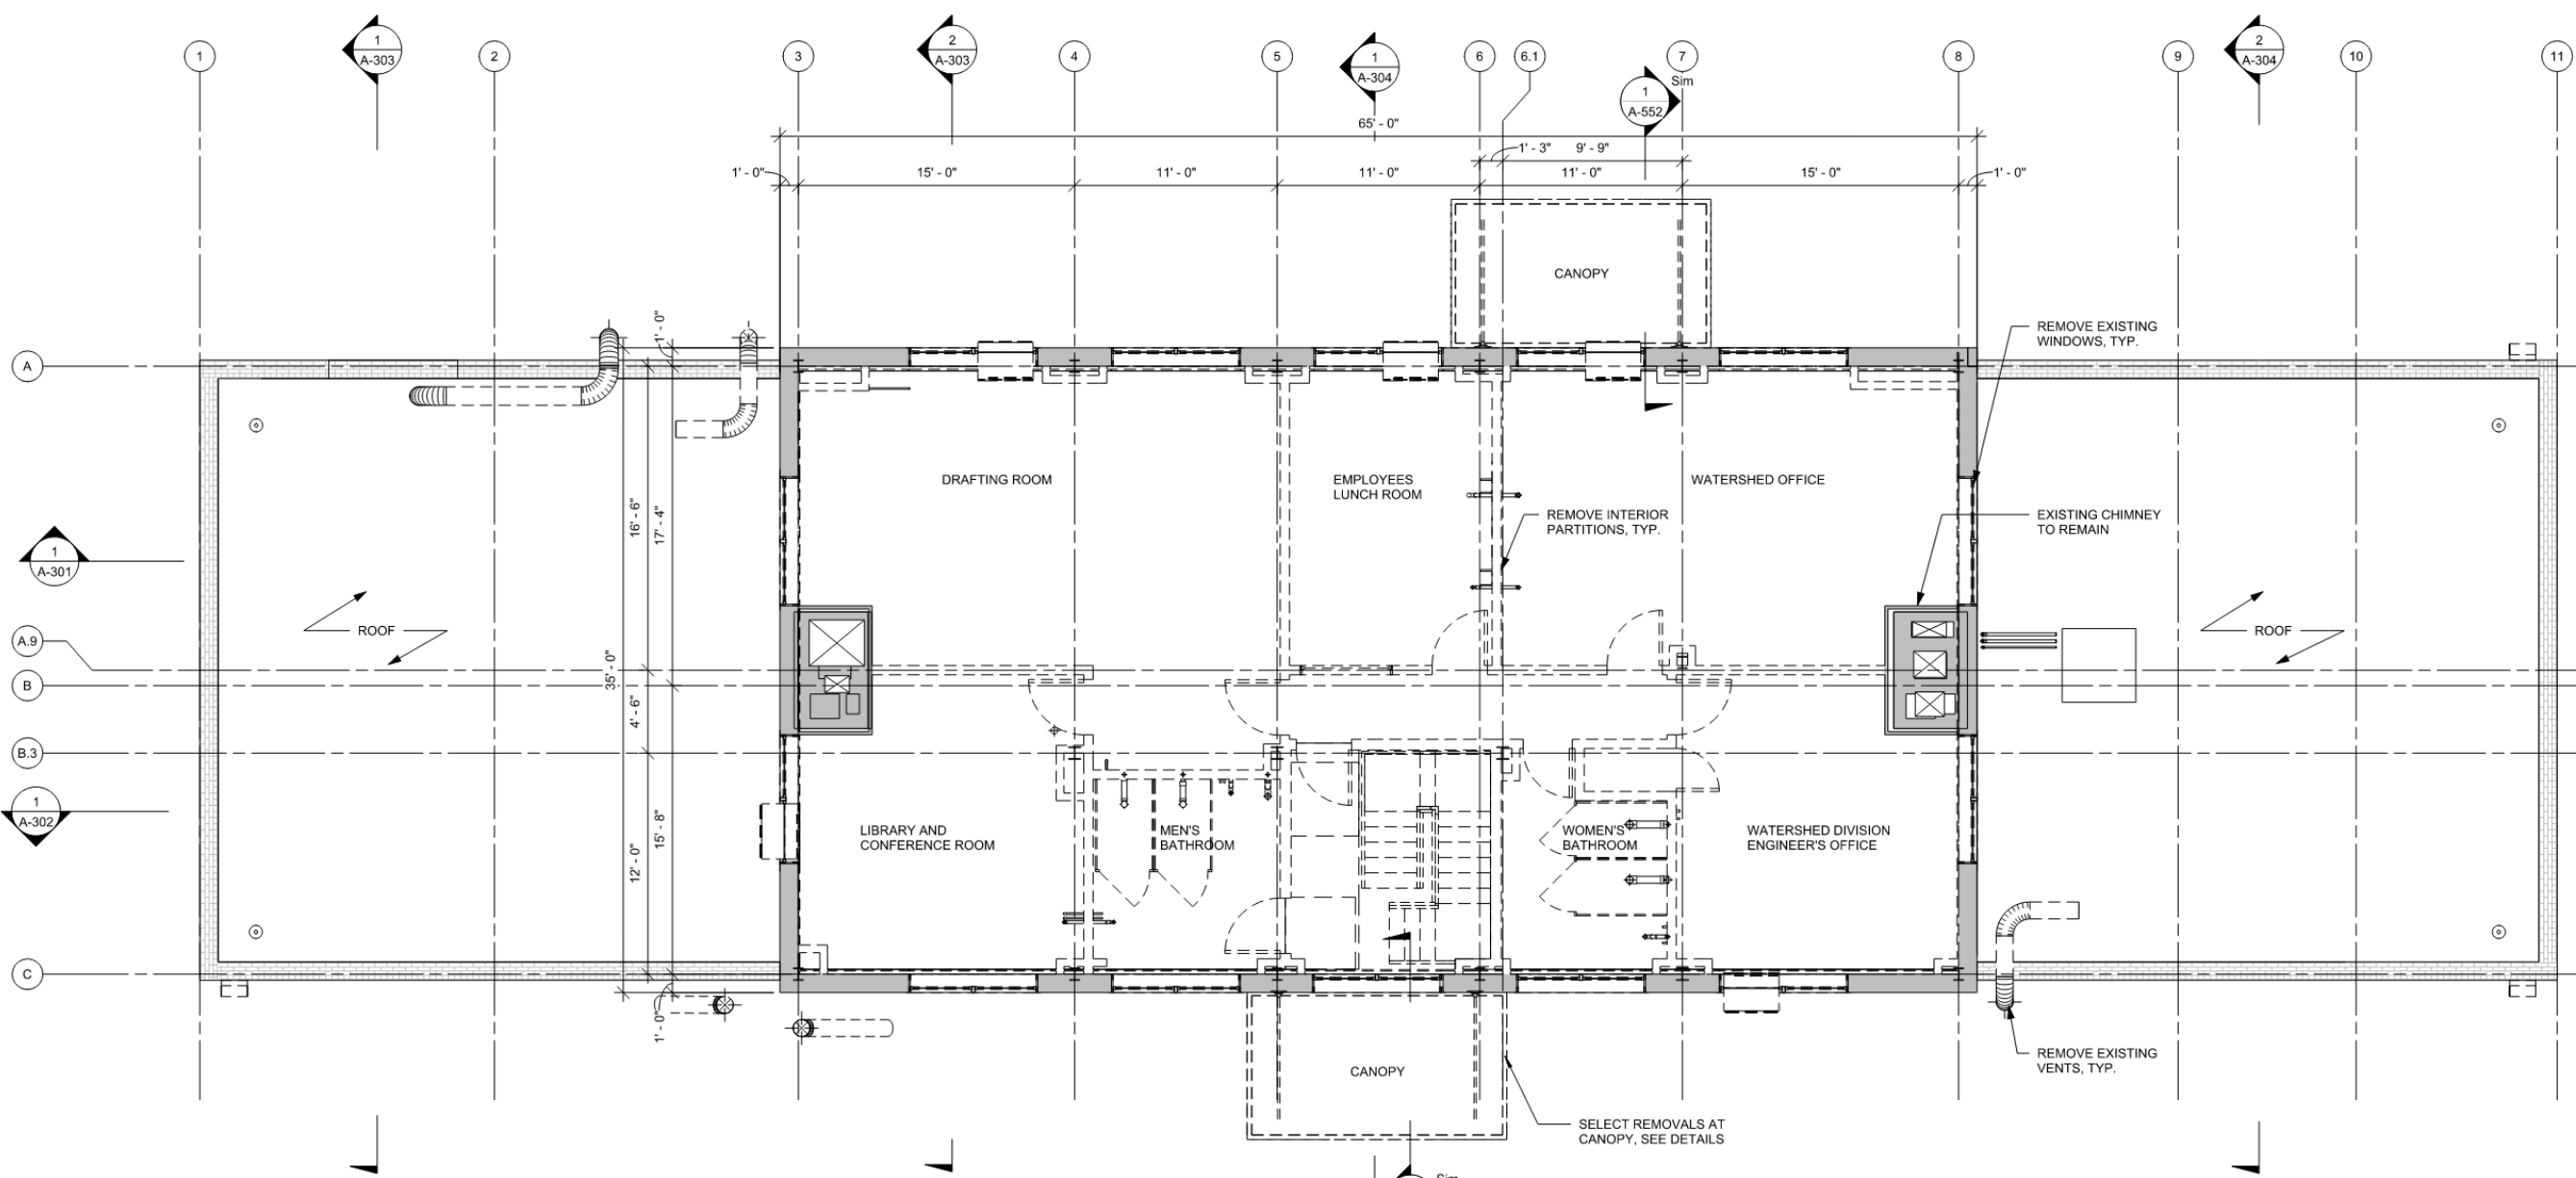 1
A-303
2
A-303
1
A-304
2
A-304
1
2
3
4
5
6
6.1
7
8
9
10
11
Sim
1
A-552
65' - 0"
1' - 3"
9' - 9"
1' - 0"
15' - 0"
11' - 0"
11' - 0"
11' - 0"
15' - 0"
1' - 0"
CANOPY
1' - 0"
REMOVE EXISTING
WINDOWS, TYP.
A
DRAFTING ROOM
EMPLOYEES
LUNCH ROOM
WATERSHED OFFICE
16' - 6"
17' - 4"
REMOVE INTERIOR
PARTITIONS, TYP.
EXISTING CHIMNEY
TO REMAIN
1
A-301
ROOF
ROOF
A.9
B
35' - 0"
4' - 6"
B.3
1
A-302
12' - 0"
15' - 8"
LIBRARY AND
CONFERENCE ROOM
MEN'S
BATHROOM
WOMEN'S
BATHROOM
WATERSHED DIVISION
ENGINEER'S OFFICE
C
1' - 0"
CANOPY
REMOVE EXISTING
VENTS, TYP.
SELECT REMOVALS AT
CANOPY, SEE DETAILS
Sim